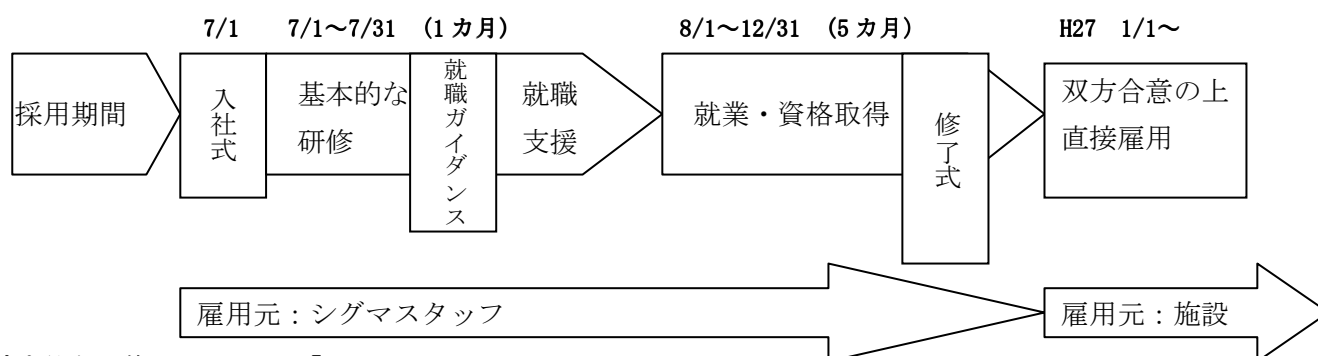 7/1 7/1～7/31 (1カ月) 8/1～12/31 (5カ月) H27 1/1～
採用期間
入社式
基本的な
研修
就職ガイダンス
就職
支援
就業・資格取得
修了式
双方合意の上
直接雇用
雇用元：シグマスタッフ
雇用元：施設